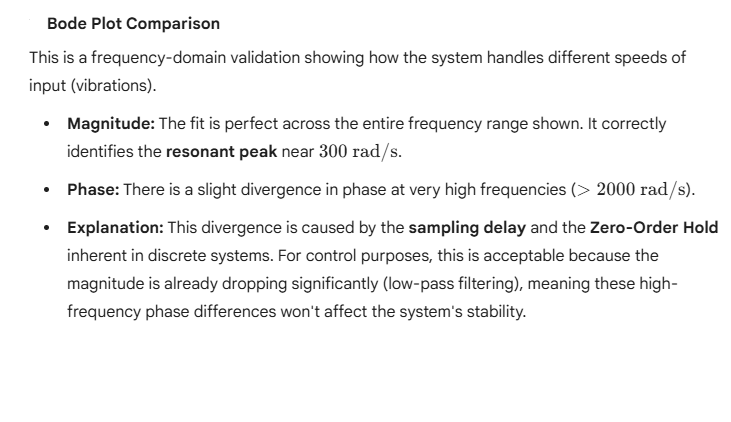 Bode Plot Comparison
This is a frequency-domain validation showing how the system handles different speeds of
input (vibrations).
• Magnitude: The fit is perfect across the entire frequency range shown. It correctly
identifies the resonant peak near 300 rad/s.
• Phase: There is a slight divergence in phase at very high frequencies (> 2000 rad/s).
• Explanation: This divergence is caused by the sampling delay and the Zero-Order Hold
inherent in discrete systems. For control purposes, this is acceptable because the
magnitude is already dropping significantly (low-pass filtering), meaning these high-
frequency phase differences won't affect the system's stability.